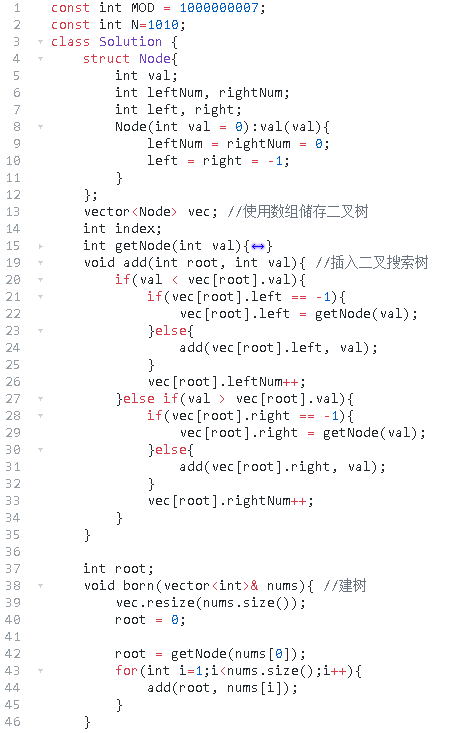 1 const int MOD = 1000000007;
2 const int N=1010;
3 class Solution {
4     struct Node{
5         int val;
6         int leftNum, rightNum;
7         int left, right;
8         Node(int val = 0):val(val){
9             leftNum = rightNum = 0;
10             left = right = -1;
11         }
12     };
13     vector<Node> vec; //使用数组储存二叉树
14     int index;
15     int getNode(int val){↔}
19     void add(int root, int val){ //插入二叉搜索树
20         if(val < vec[root].val){
21             if(vec[root].left == -1){
22                 vec[root].left = getNode(val);
23             }else{
24                 add(vec[root].left, val);
25             }
26             vec[root].leftNum++;
27         }else if(val > vec[root].val){
28             if(vec[root].right == -1){
29                 vec[root].right = getNode(val);
30             }else{
31                 add(vec[root].right, val);
32             }
33             vec[root].rightNum++;
34         }
35     }
36
37     int root;
38     void born(vector<int>& nums){ //建树
39         vec.resize(nums.size());
40         root = 0;
41
42         root = getNode(nums[0]);
43         for(int i=1;i<nums.size();i++){
44             add(root, nums[i]);
45         }
46     }